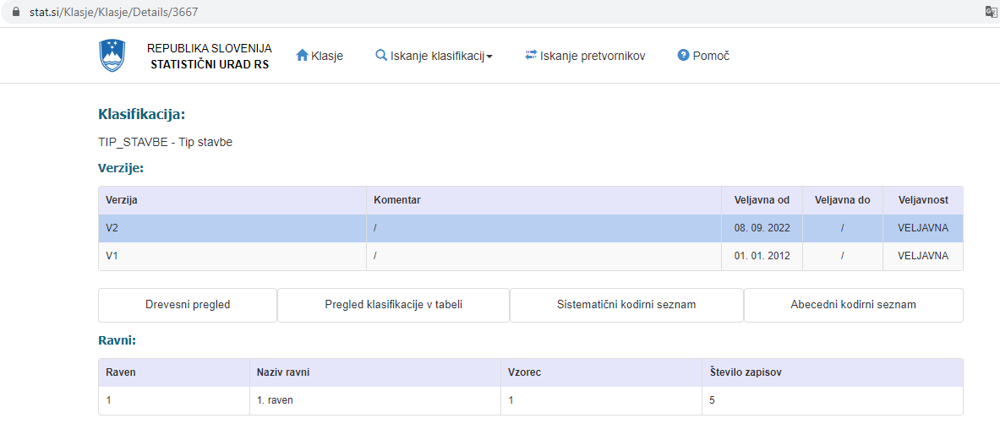 stat.si/Klasje/Klasje/Details/3667
REPUBLIKA SLOVENIJA
STATISTIČNI URAD RS
Klasje
Iskanje klasifikacij
Iskanje pretvornikov
Pomoč
Klasifikacija:
TIP_STAVBE - Tip stavbe
Verzije:
Verzija Komentar Veljavna od Veljavna do Veljavnost
V2 / 08. 09. 2022 / VELJAVNA
V1 / 01. 01. 2012 / VELJAVNA
Drevesni pregled Pregled klasifikacije v tabeli Sistematični kodirni seznam Abecedni kodirni seznam
Ravni:
Raven Naziv ravni Vzorec Število zapisov
1 1. raven 1 5